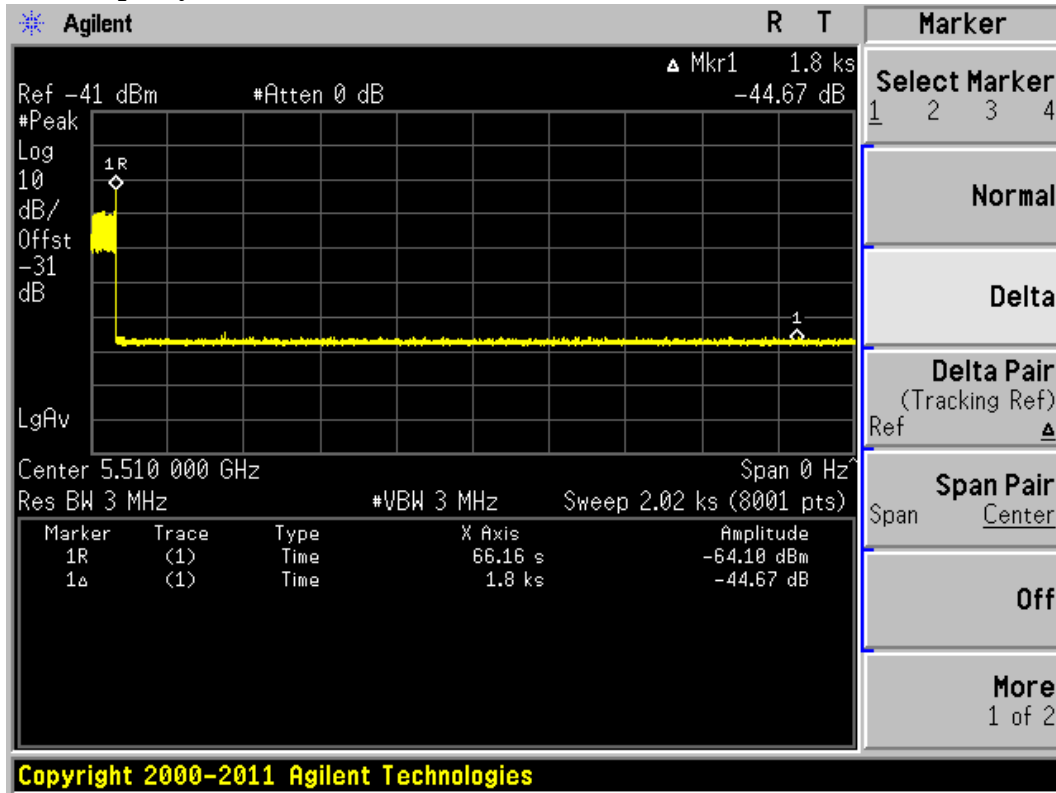 Agilent R T
Marker
▵ Mkr1 1.8 ks
Ref -41 dBm #Atten 0 dB -44.67 dB
#Peak
Log
10
dB/
Offst
-31
dB
1R
1
LgAv
Center 5.510 000 GHz Span 0 Hz^
Res BW 3 MHz #VBW 3 MHz Sweep 2.02 ks (8001 pts)
Marker Trace Type X Axis Amplitude
1R (1) Time 66.16 s -64.10 dBm
1▵ (1) Time 1.8 ks -44.67 dB
Select Marker
1 2 3 4
Normal
Delta
Delta Pair
(Tracking Ref)
Ref ▵
Span Pair
Span Center
Off
More
1 of 2
Copyright 2000-2011 Agilent Technologies